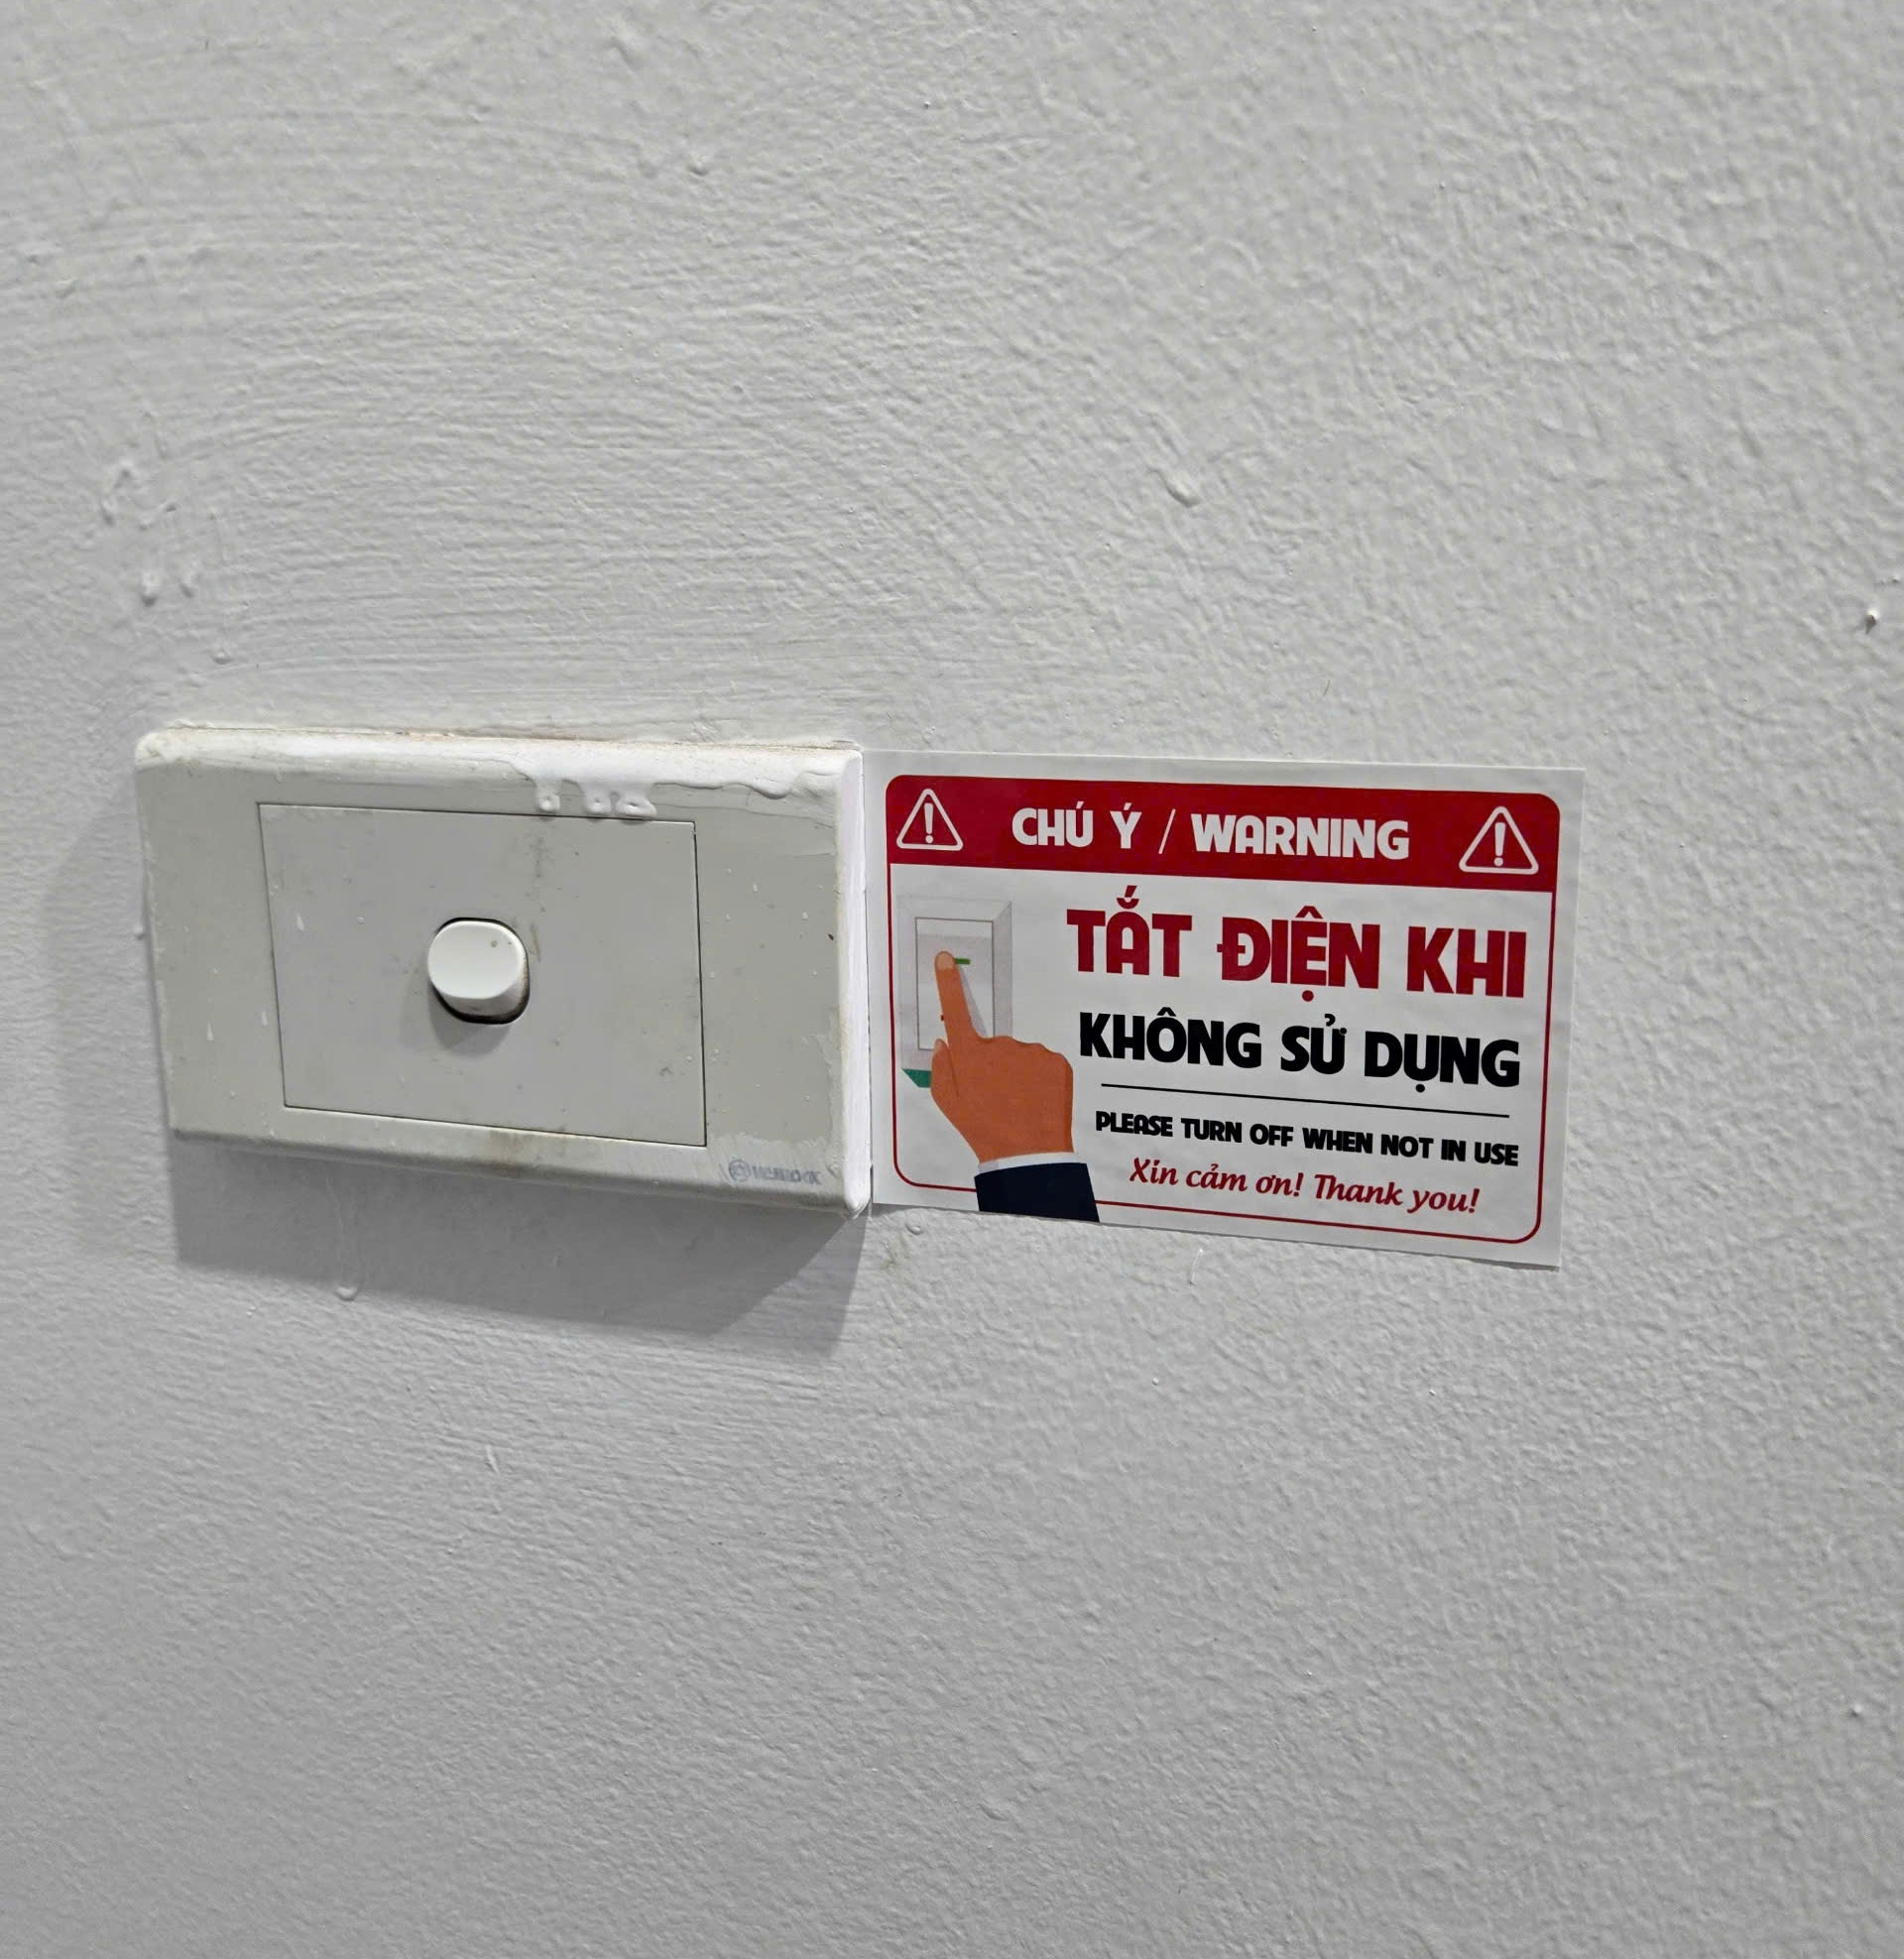 CHÚ Ý / WARNING
TẮT ĐIỆN KHI
KHÔNG SỬ DỤNG
PLEASE TURN OFF WHEN NOT IN USE
Xin cảm ơn! Thank you!